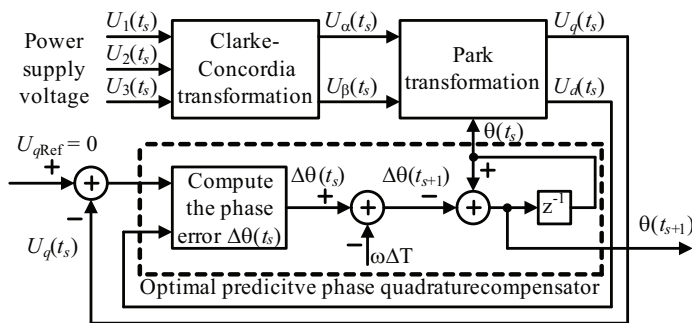 Power
supply
voltage
U1(ts)
U2(ts)
U3(ts)
Clarke-
Concordia
transformation
Uα(ts)
Uβ(ts)
Park
transformation
Uq(ts)
Ud(ts)
θ(ts)
UqRef = 0
+
+
−
Uq(ts)
Compute
the phase
error Δθ(ts)
Δθ(ts)
+
+
−
ωΔT
Δθ(ts+1)
−
+
+
z-1
θ(ts+1)
Optimal predicitve phase quadraturecompensator